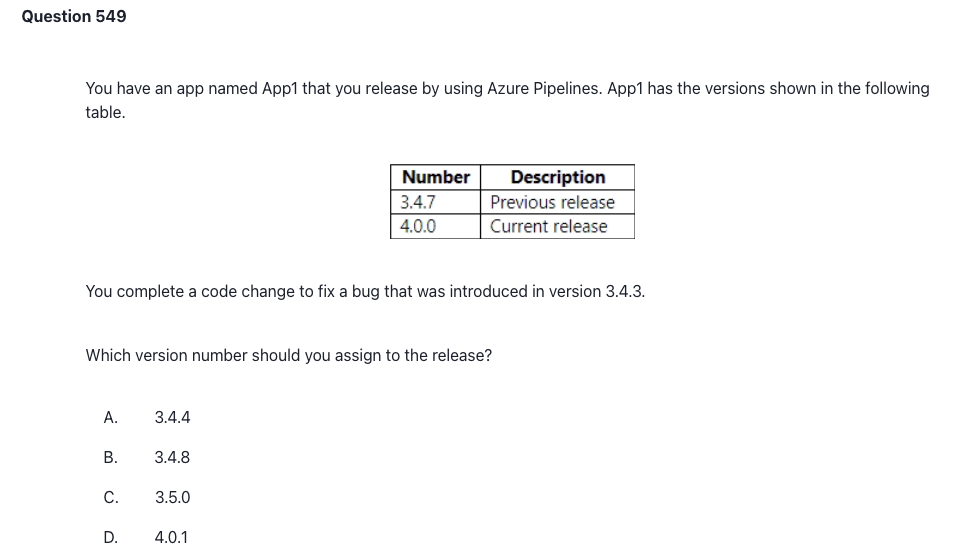 Question 549
You have an app named App1 that you release by using Azure Pipelines. App1 has the versions shown in the following
table.
Number Description
3.4.7 Previous release
4.0.0 Current release
You complete a code change to fix a bug that was introduced in version 3.4.3.
Which version number should you assign to the release?
A. 3.4.4
B. 3.4.8
C. 3.5.0
D. 4.0.1